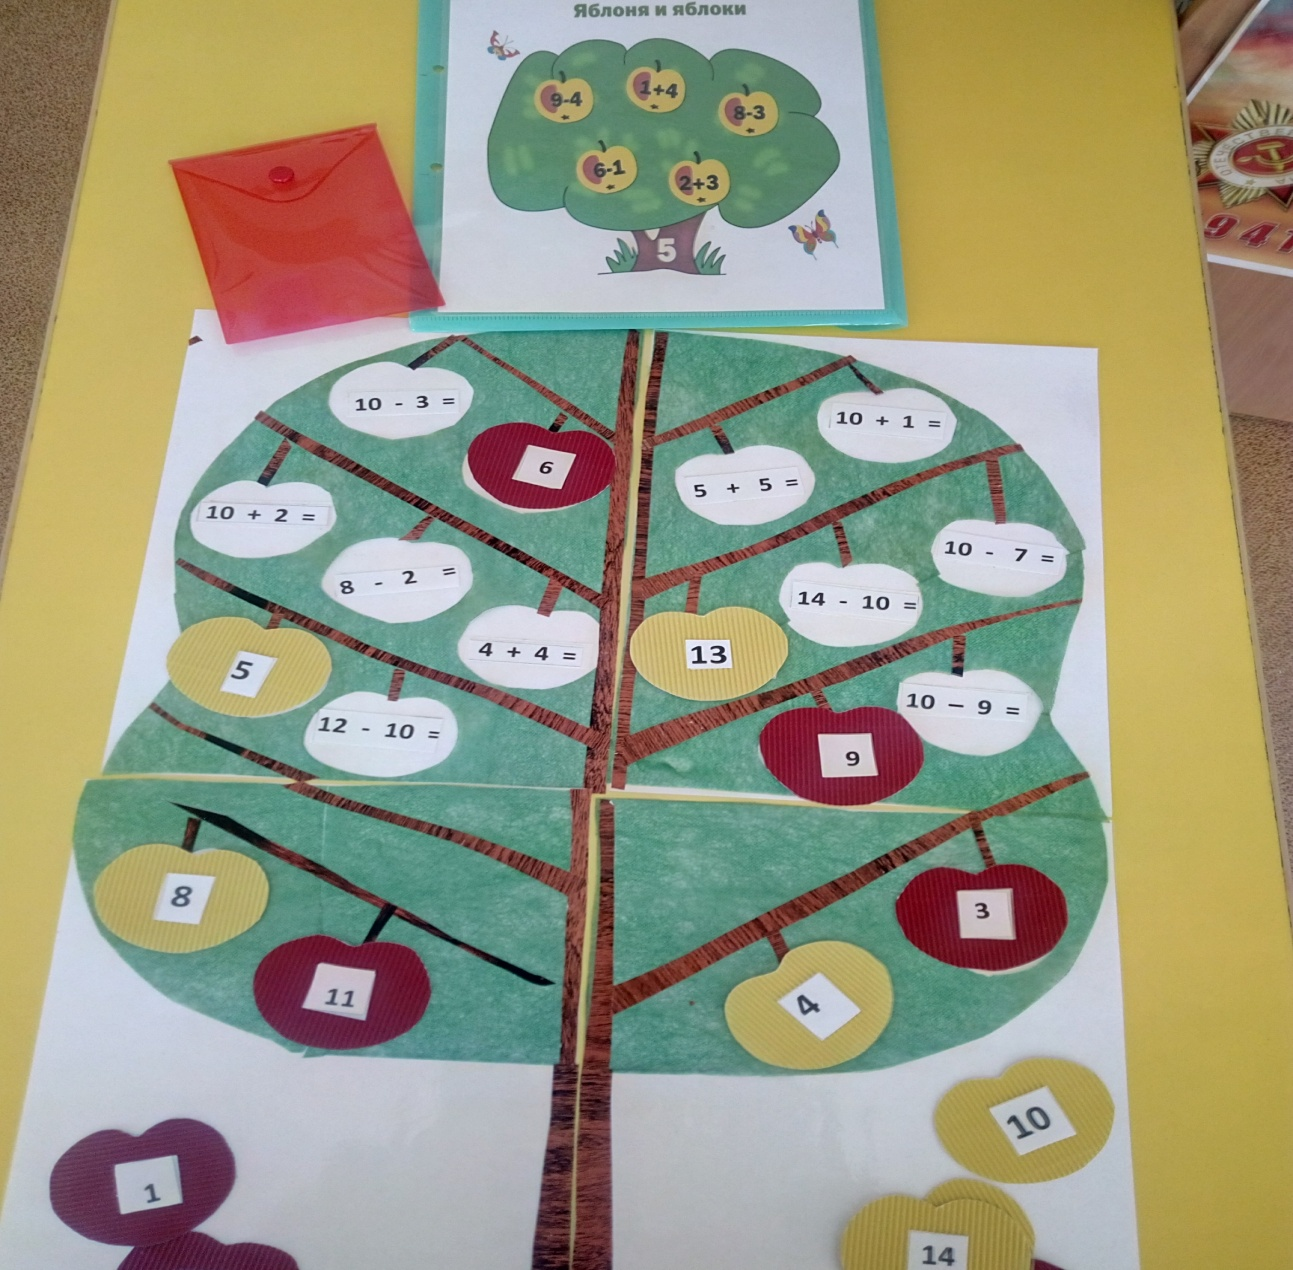 Яблоня и яблоки
9-4
1+4
8-3
6-1
2+3
5
ОТЕЧЕСТВЕН
941
10 - 3 =
6
10 + 1 =
5 + 5 =
10 + 2 =
8 - 2 =
10 - 7 =
14 - 10 =
4 + 4 =
5
13
12 - 10 =
10 – 9 =
9
8
3
11
4
10
1
14